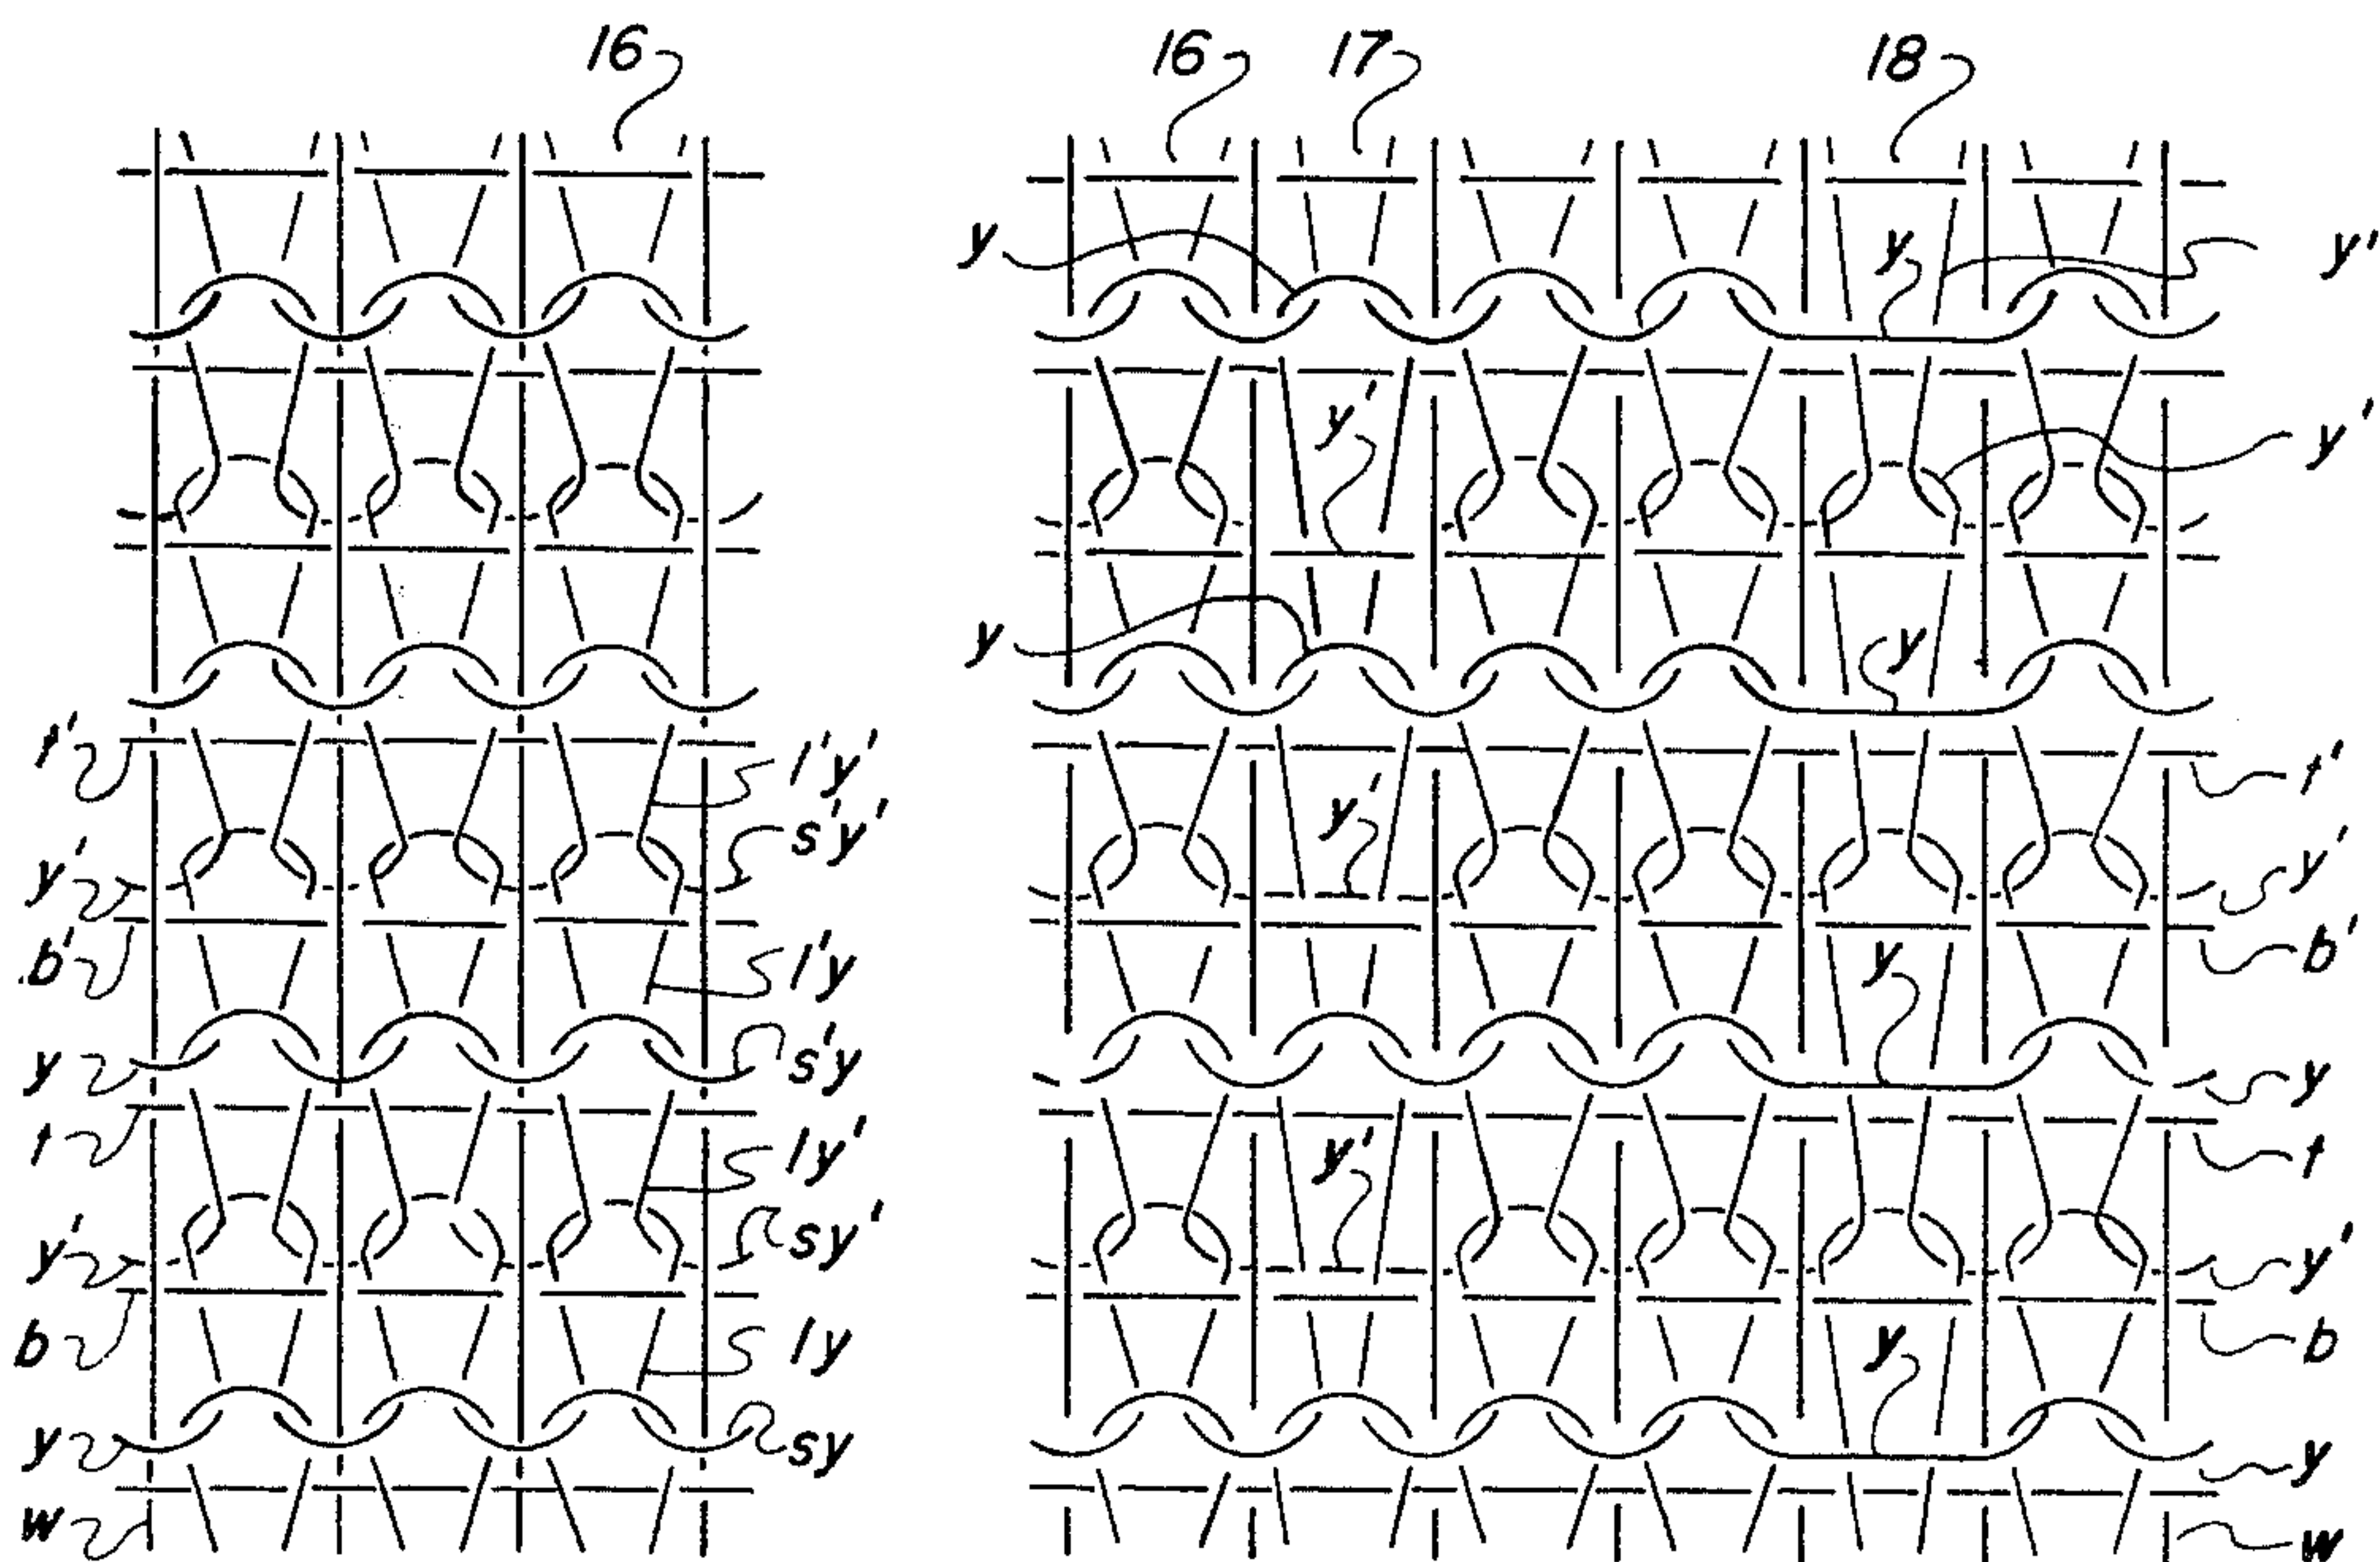 16 16 17 18
y y y'
y' y'
y y
t' l'y' t'
s'y' y'
y' y'
b' l'y y b'
y s'y y
t ly' y' t
y' sy' y'
b ly y b
y sy y
w w